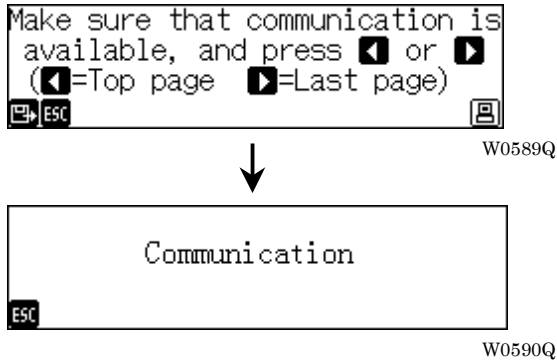 Make sure that communication is
available, and press ◀ or ▶
(◀=Top page ▶=Last page)
ESC
W0589Q
Communication
ESC
W0590Q